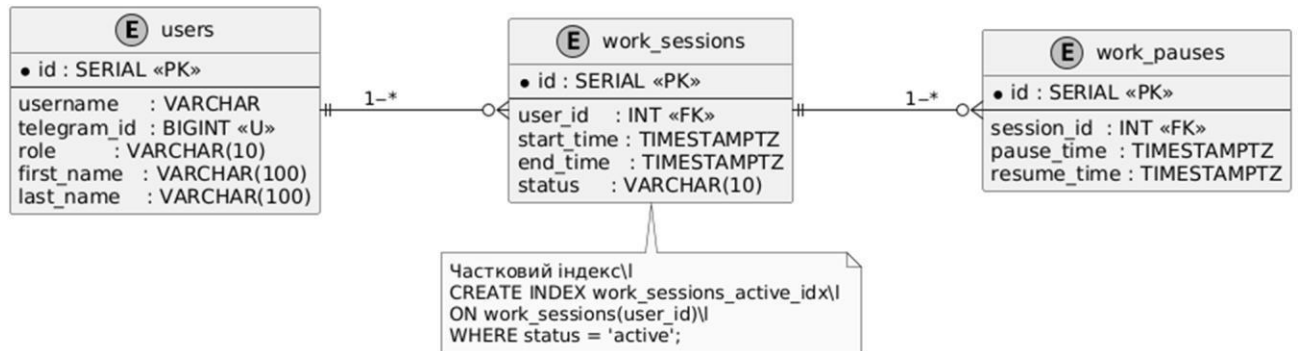 E users
• id : SERIAL «PK»
username : VARCHAR
telegram_id : BIGINT «U»
role : VARCHAR(10)
first_name : VARCHAR(100)
last_name : VARCHAR(100)
1–*
E work_sessions
• id : SERIAL «PK»
user_id : INT «FK»
start_time : TIMESTAMPTZ
end_time : TIMESTAMPTZ
status : VARCHAR(10)
1–*
E work_pauses
• id : SERIAL «PK»
session_id : INT «FK»
pause_time : TIMESTAMPTZ
resume_time : TIMESTAMPTZ
Частковий індекс\l
CREATE INDEX work_sessions_active_idx\l
ON work_sessions(user_id)\l
WHERE status = 'active';